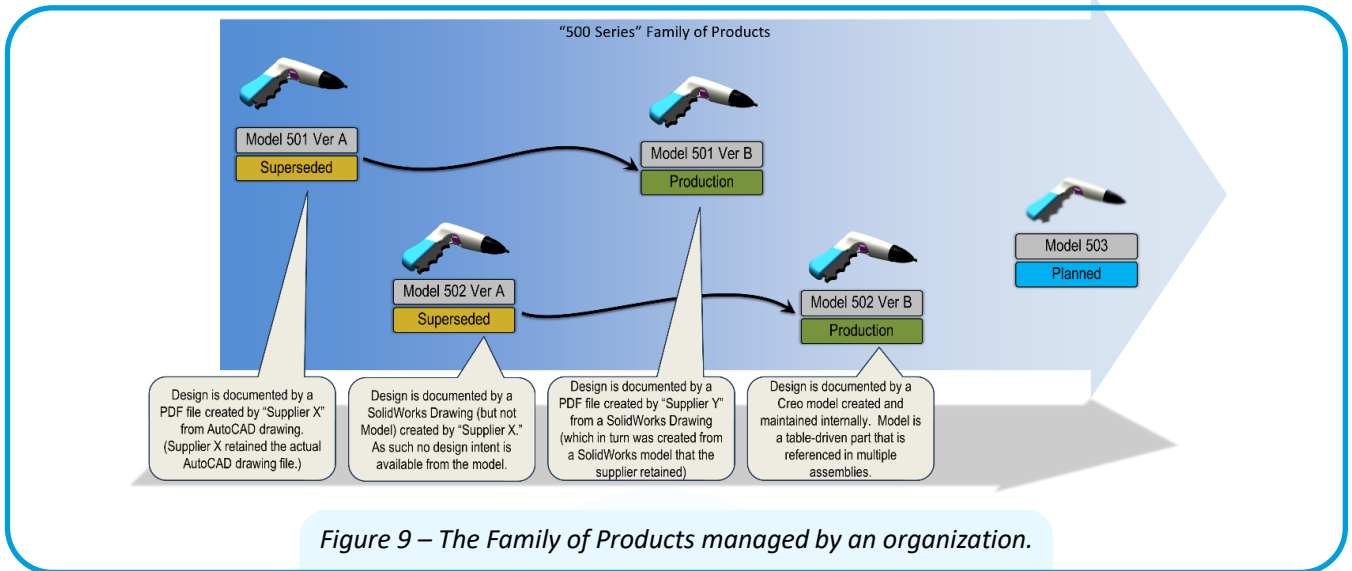 “500 Series” Family of Products
Model 501 Ver A
Superseded
Model 501 Ver B
Production
Model 502 Ver A
Superseded
Model 502 Ver B
Production
Model 503
Planned
Design is documented by a
PDF file created by “Supplier X”
from AutoCAD drawing.
(Supplier X retained the actual
AutoCAD drawing file.)
Design is documented by a
SolidWorks Drawing (but not
Model) created by “Supplier X.”
As such no design intent is
available from the model.
Design is documented by a
PDF file created by “Supplier Y”
from a SolidWorks Drawing
(which in turn was created from
a SolidWorks model that the
supplier retained)
Design is documented by a
Creo model created and
maintained internally. Model is
a table-driven part that is
referenced in multiple
assemblies.
Figure 9 – The Family of Products managed by an organization.